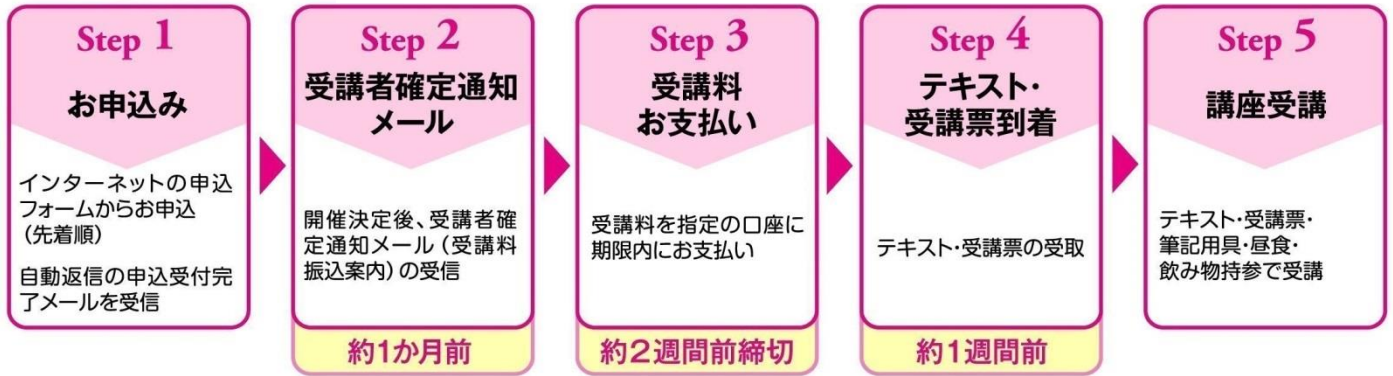 Step 1
お申込み
インターネットの申込
フォームからお申込
(先着順)
自動返信の申込受付完
了メールを受信
Step 2
受講者確定通知
メール
開催決定後、受講者確
定通知メール(受講料
振込案内)の受信
約1か月前
Step 3
受講料
お支払い
受講料を指定の口座に
期限内にお支払い
約2週間前締切
Step 4
テキスト・
受講票到着
テキスト・受講票の受取
約1週間前
Step 5
講座受講
テキスト・受講票・
筆記用具・昼食・
飲み物持参で受講